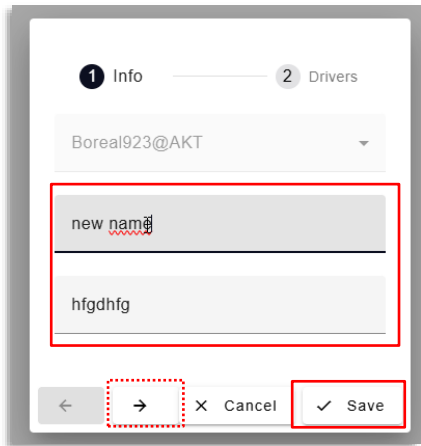 1 Info 2 Drivers
Boreal923@AKT
new name
hfgdhfg
Cancel Save